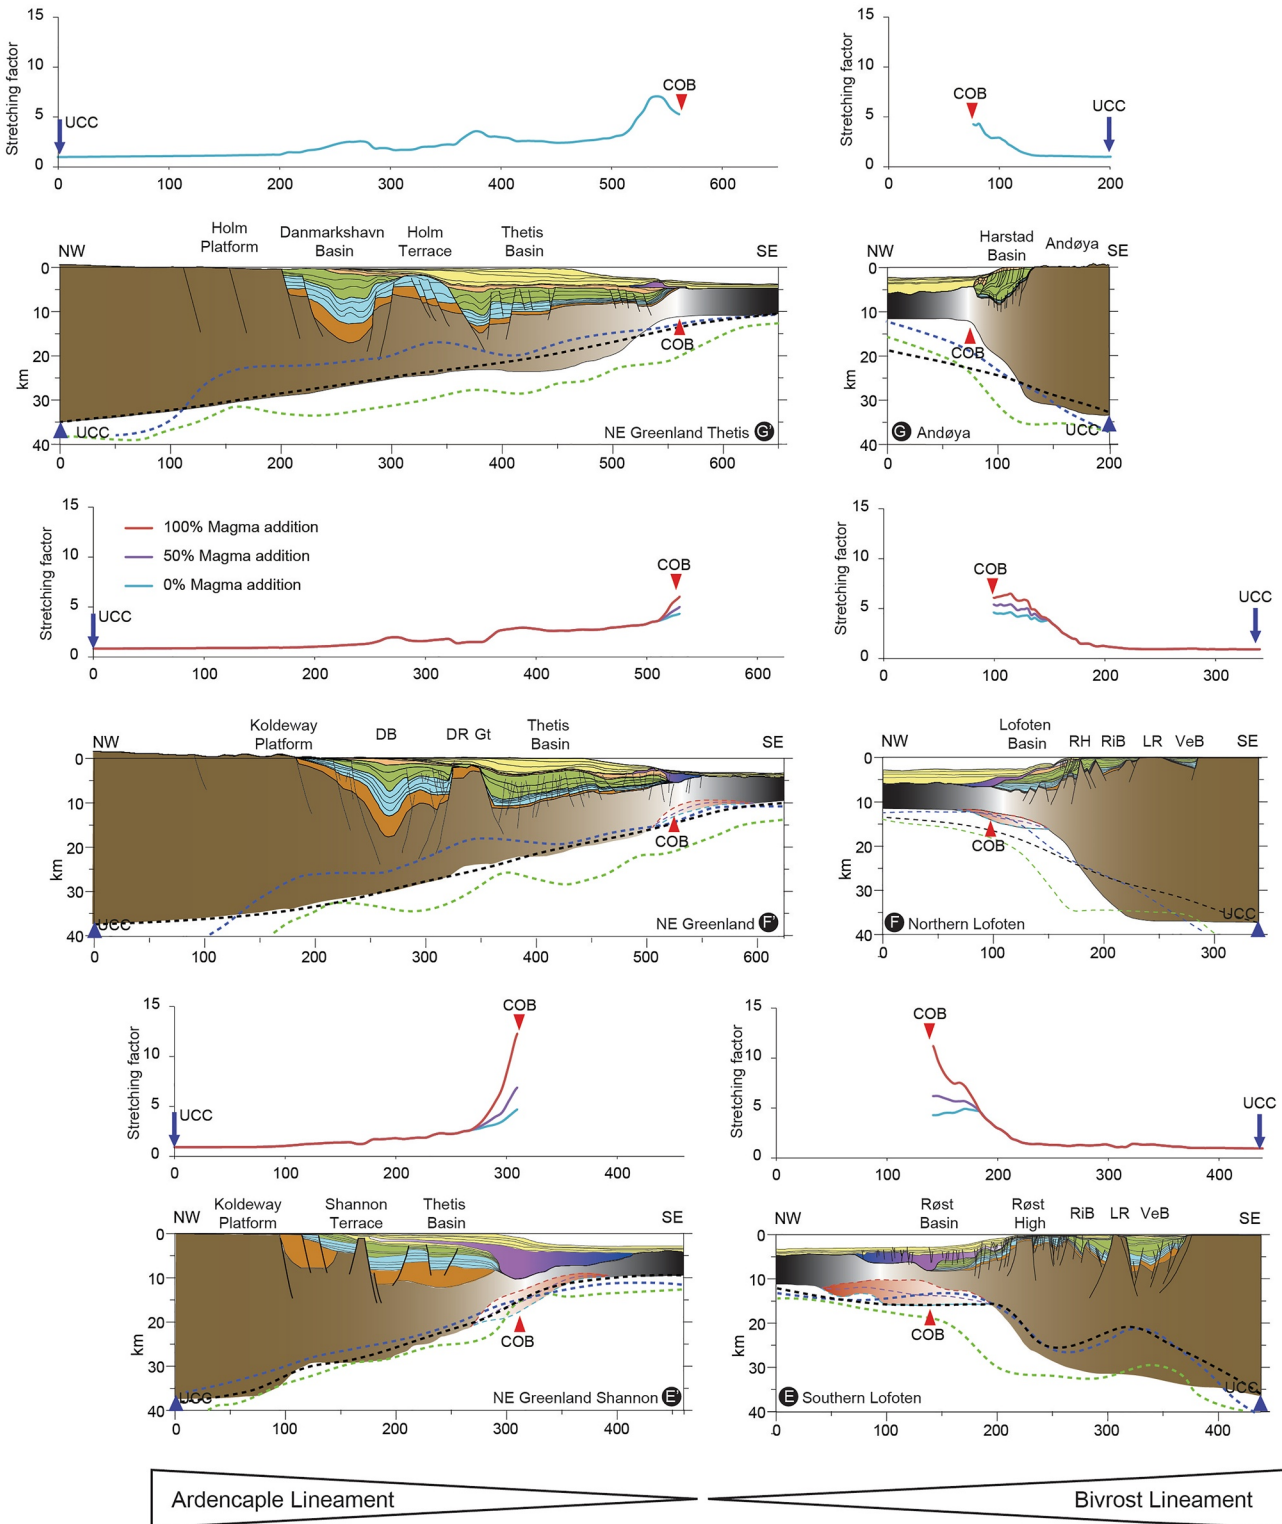 15
10
5
0
Stretching factor
UCC
COB
0 100 200 300 400 500 600
15
10
5
0
Stretching factor
COB
UCC
0 100 200
NW
Holm
Platform
Danmarkshavn
Basin
Holm
Terrace
Thetis
Basin
SE
0
10
20
30
40
km
COB
UCC
NE Greenland Thetis G'
0 100 200 300 400 500 600
NW
Harstad
Basin
Andøya
SE
0
10
20
30
40
km
COB
UCC
G Andøya
0 100 200
15
10
5
0
Stretching factor
100% Magma addition
50% Magma addition
0% Magma addition
UCC
COB
0 100 200 300 400 500 600
15
10
5
0
Stretching factor
COB
UCC
0 100 200 300
NW
Koldeway
Platform
DB
DR Gt
Thetis
Basin
SE
0
10
20
30
40
km
COB
UCC
NE Greenland F'
0 100 200 300 400 500 600
NW
Lofoten
Basin
RH RiB LR VeB
SE
0
10
20
30
40
km
COB
UCC
F Northern Lofoten
0 100 200 300
15
10
5
0
Stretching factor
UCC
COB
0 100 200 300 400
15
10
5
0
Stretching factor
COB
UCC
0 100 200 300 400
NW
Koldeway
Platform
Shannon
Terrace
Thetis
Basin
SE
0
10
20
30
40
km
COB
UCC
NE Greenland Shannon E'
0 100 200 300 400
NW
Røst
Basin
Røst
High
RiB LR VeB
SE
0
10
20
30
40
km
COB
UCC
E Southern Lofoten
0 100 200 300 400
Ardencaple Lineament
Bivrost Lineament